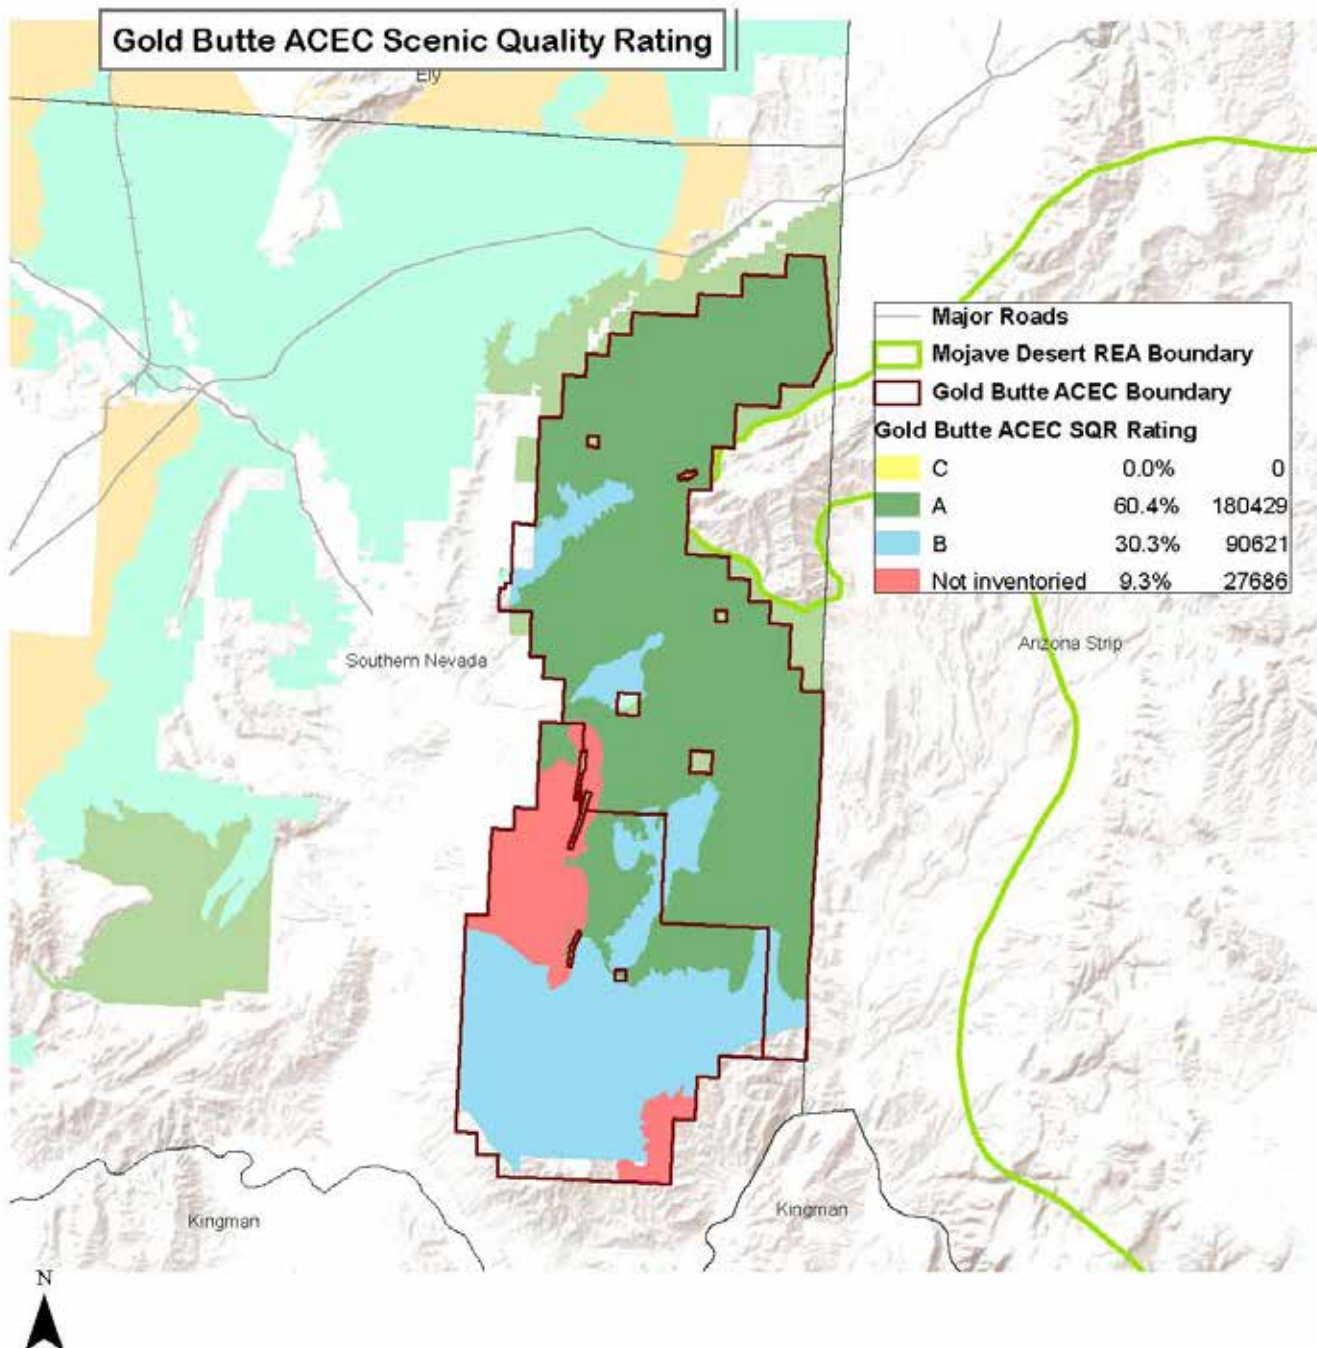 Gold Butte ACEC Scenic Quality Rating
Ely
Major Roads
Mojave Desert REA Boundary
Gold Butte ACEC Boundary
Gold Butte ACEC SQR Rating
C 0.0% 0
A 60.4% 180429
B 30.3% 90621
Not inventoried 9.3% 27686
Arizona Strip
Southern Nevada
Kingman
Kingman
N